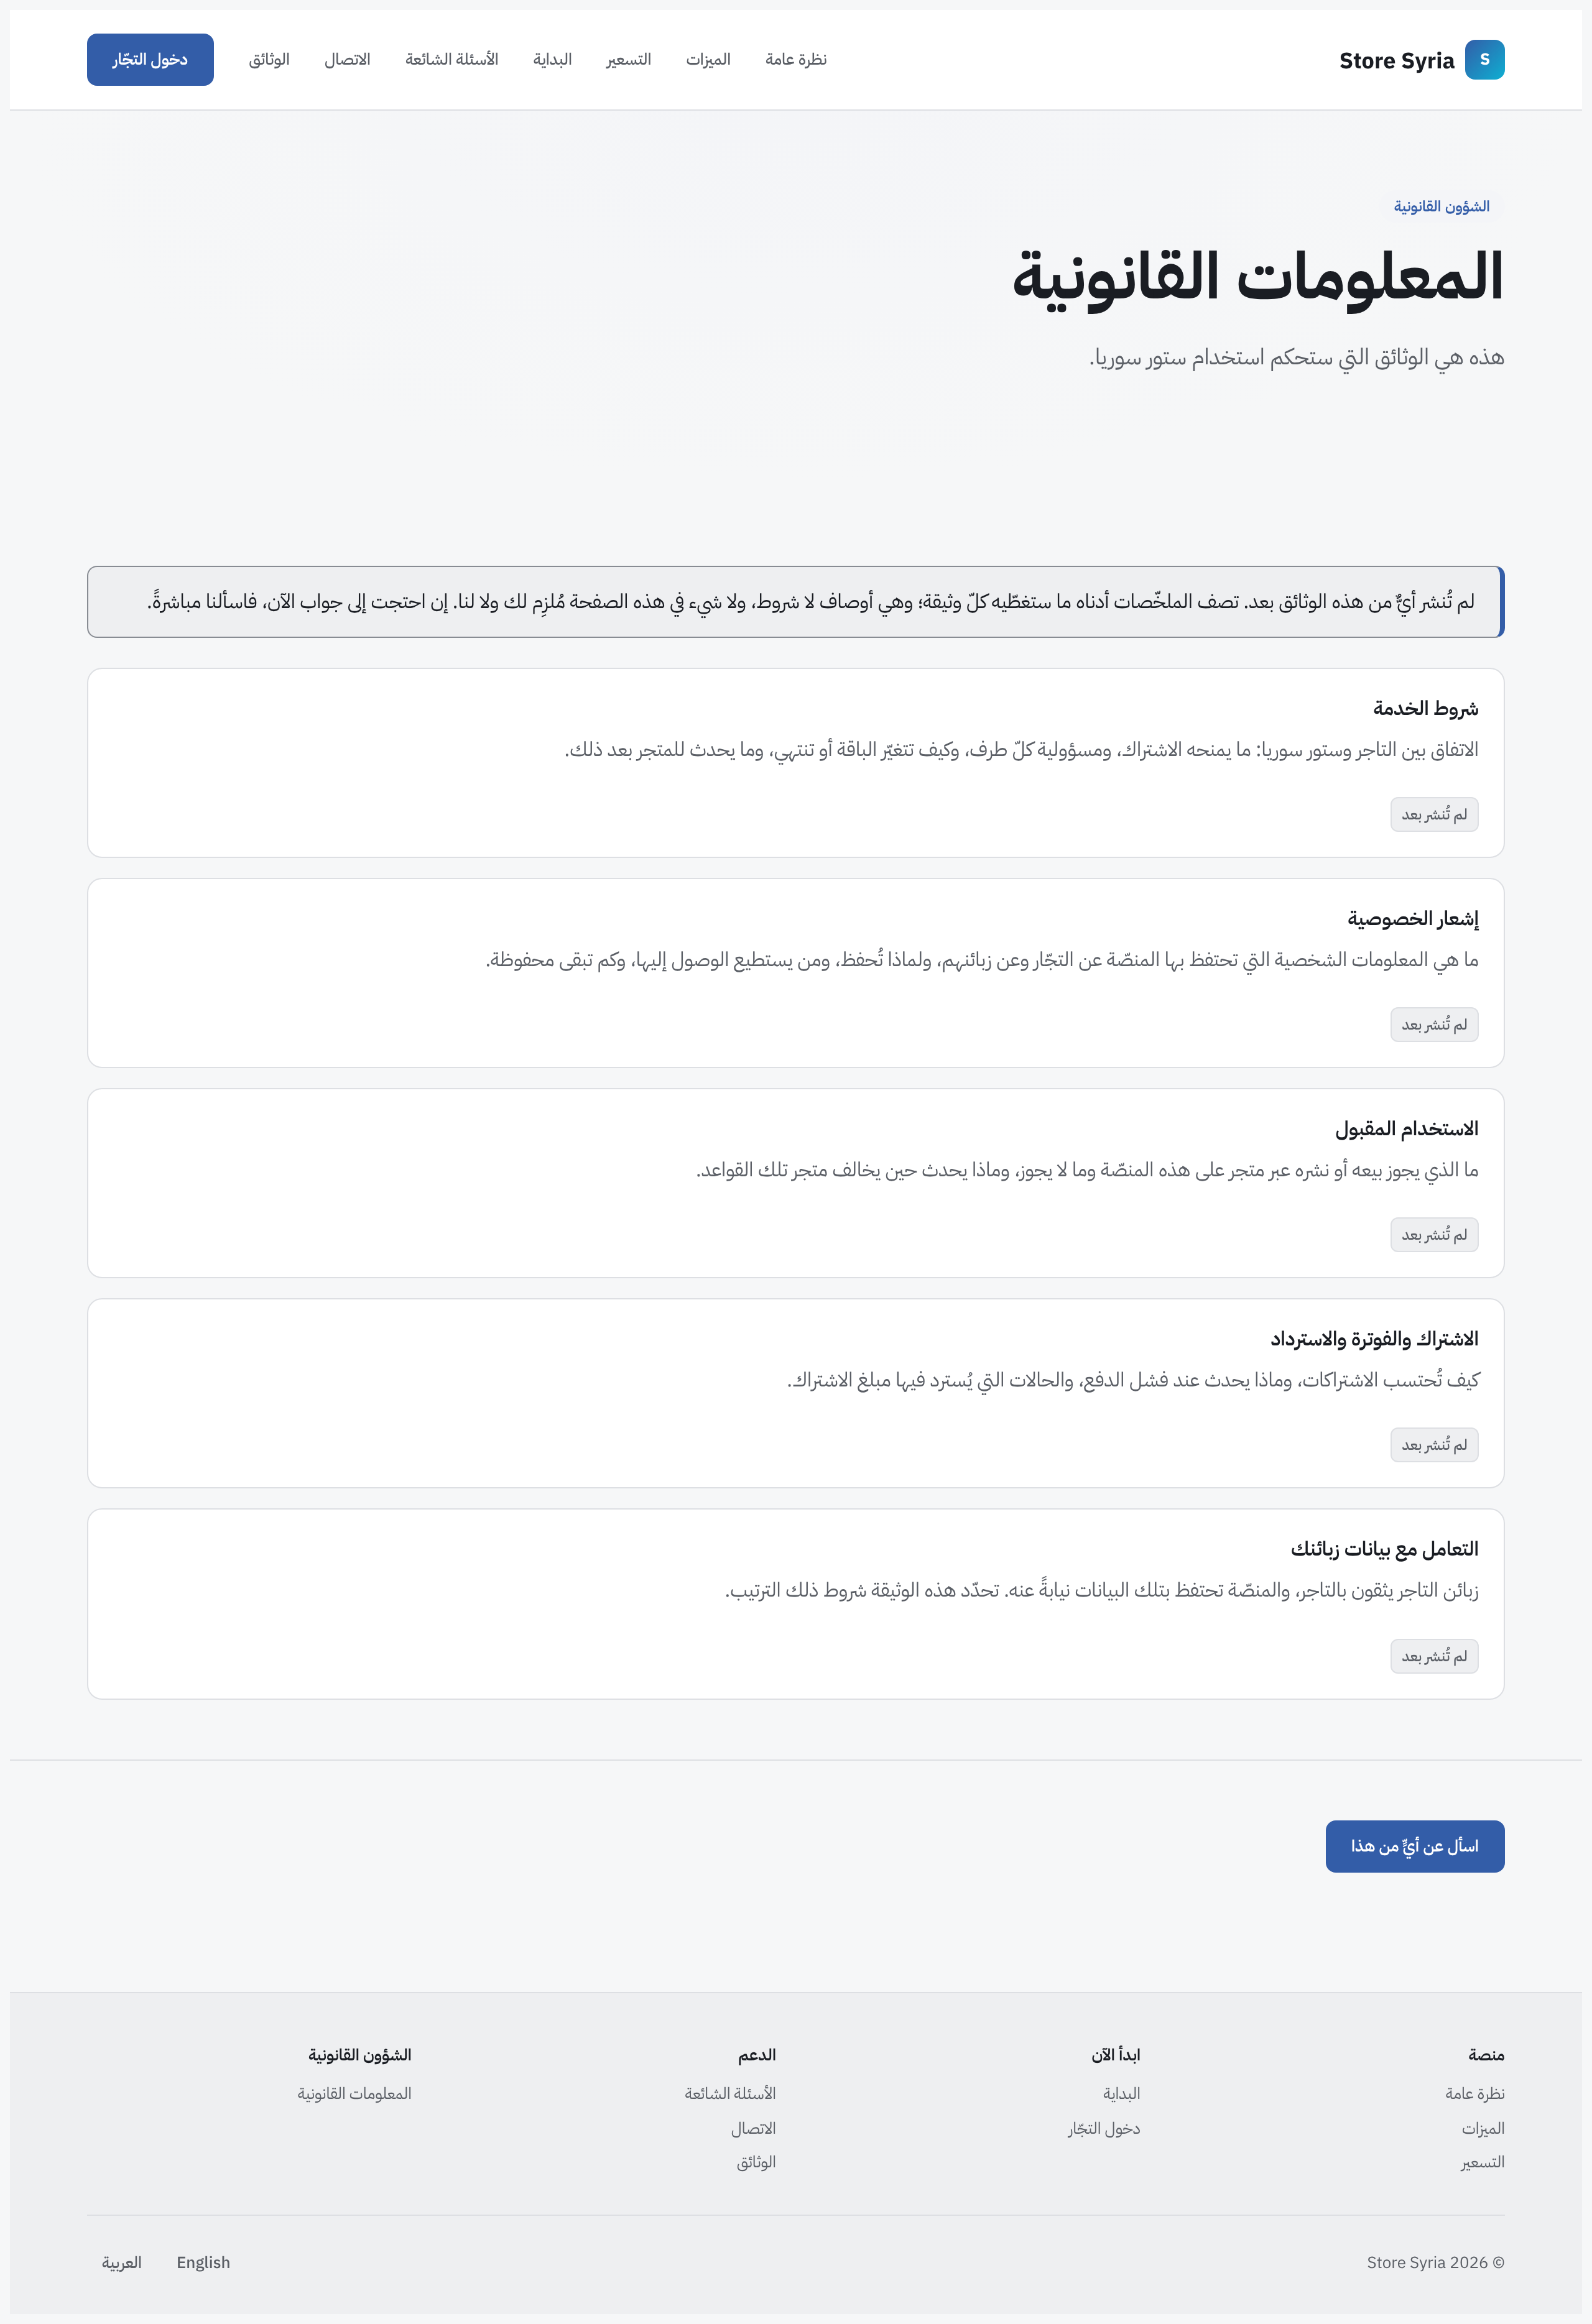 S
Store Syria
نظرة عامة
الميزات
التسعير
البداية
الأسئلة الشائعة
الاتصال
الوثائق
دخول التجّار
الشؤون القانونية
المعلومات القانونية
هذه هي الوثائق التي ستحكم استخدام ستور سوريا.
لم تُنشر أيٌّ من هذه الوثائق بعد. تصف الملخّصات أدناه ما ستغطّيه كلّ وثيقة؛ وهي أوصاف لا شروط، ولا شيء في هذه الصفحة مُلزِم لك ولا لنا. إن احتجت إلى جواب الآن، فاسألنا مباشرةً.
شروط الخدمة
الاتفاق بين التاجر وستور سوريا: ما يمنحه الاشتراك، ومسؤولية كلّ طرف، وكيف تتغيّر الباقة أو تنتهي، وما يحدث للمتجر بعد ذلك.
لم تُنشر بعد
إشعار الخصوصية
ما هي المعلومات الشخصية التي تحتفظ بها المنصّة عن التجّار وعن زبائنهم، ولماذا تُحفظ، ومن يستطيع الوصول إليها، وكم تبقى محفوظة.
لم تُنشر بعد
الاستخدام المقبول
ما الذي يجوز بيعه أو نشره عبر متجر على هذه المنصّة وما لا يجوز، وماذا يحدث حين يخالف متجر تلك القواعد.
لم تُنشر بعد
الاشتراك والفوترة والاسترداد
كيف تُحتسب الاشتراكات، وماذا يحدث عند فشل الدفع، والحالات التي يُسترد فيها مبلغ الاشتراك.
لم تُنشر بعد
التعامل مع بيانات زبائنك
زبائن التاجر يثقون بالتاجر، والمنصّة تحتفظ بتلك البيانات نيابةً عنه. تحدّد هذه الوثيقة شروط ذلك الترتيب.
لم تُنشر بعد
اسأل عن أيٍّ من هذا
منصة
نظرة عامة
الميزات
التسعير
ابدأ الآن
البداية
دخول التجّار
الدعم
الأسئلة الشائعة
الاتصال
الوثائق
الشؤون القانونية
المعلومات القانونية
© 2026 Store Syria
English
العربية